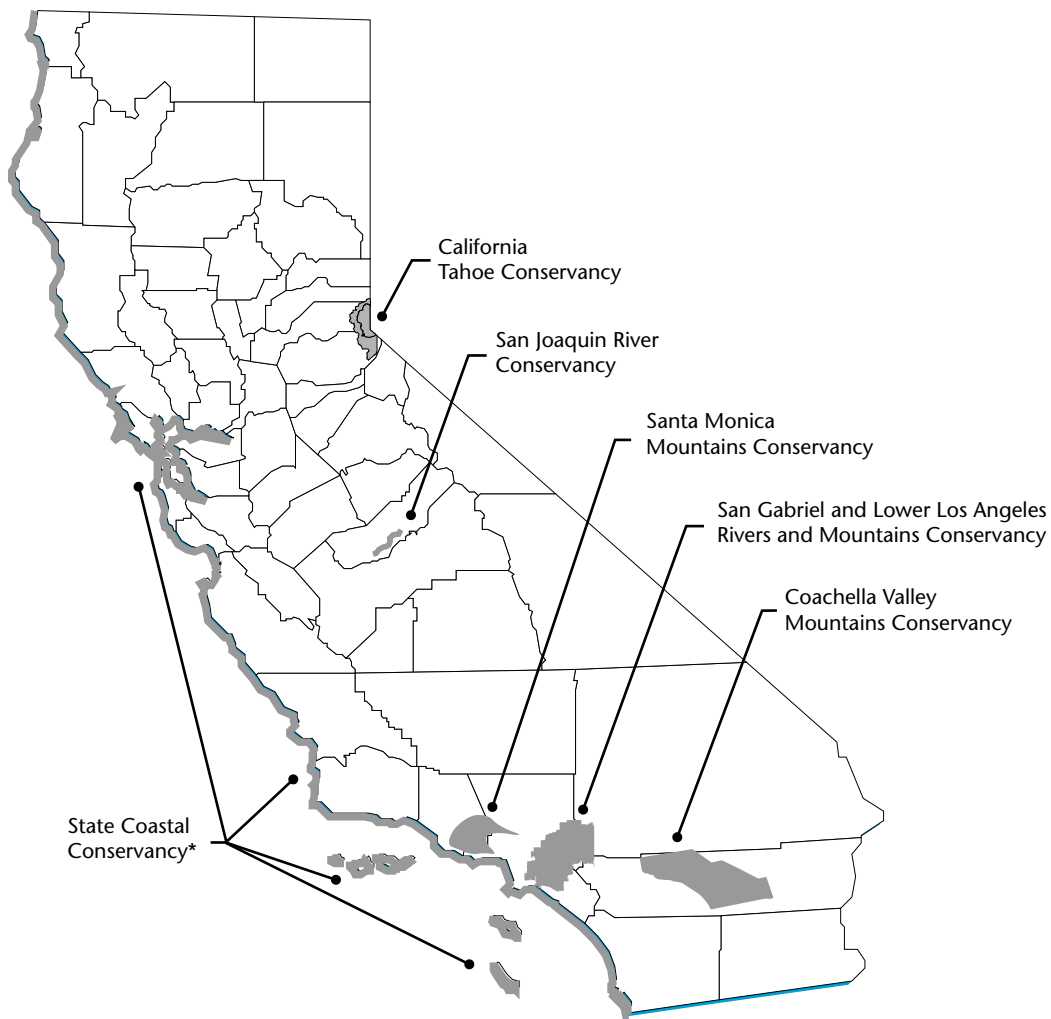 California
Tahoe Conservancy
San Joaquin River
Conservancy
Santa Monica
Mountains Conservancy
San Gabriel and Lower Los Angeles
Rivers and Mountains Conservancy
Coachella Valley
Mountains Conservancy
State Coastal
Conservancy*